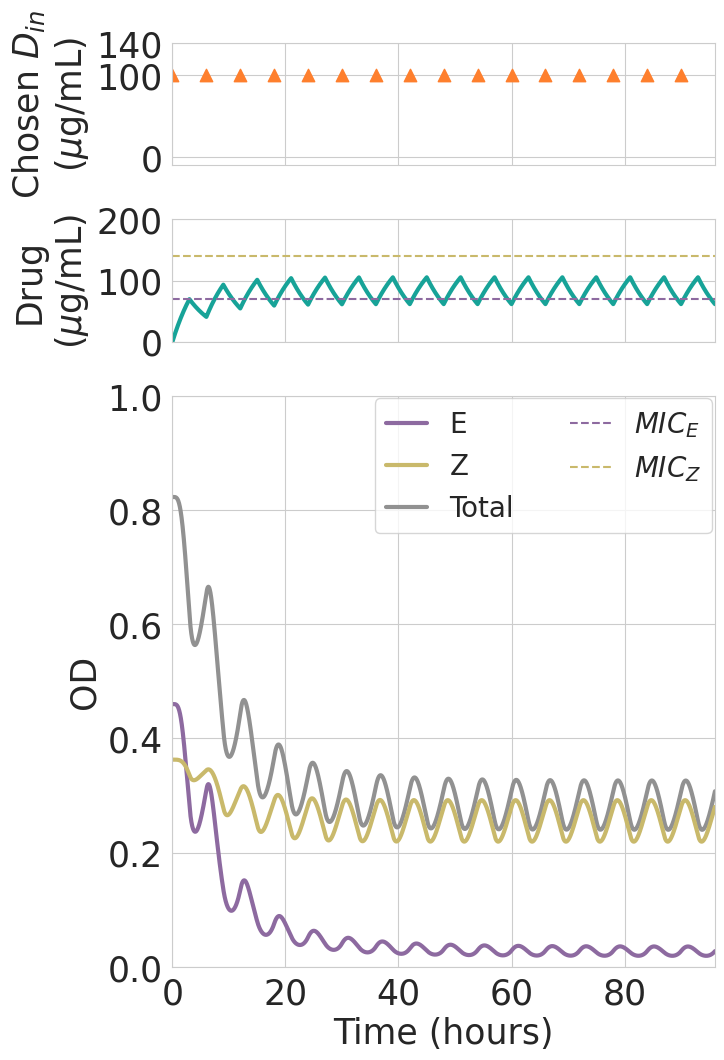 Chosen D_in
(μg/mL)
140
100
0
Drug
(μg/mL)
200
100
0
OD
1.0
0.8
0.6
0.4
0.2
0.0
E
Z
Total
MIC_E
MIC_Z
0 20 40 60 80
Time (hours)